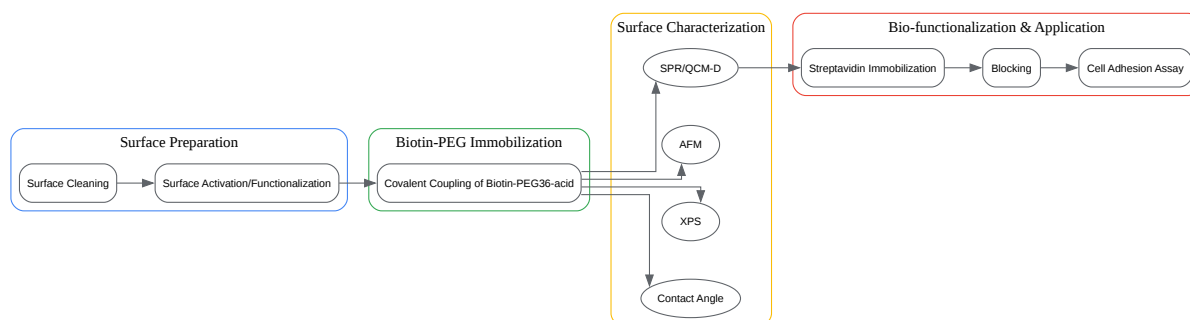 Surface Preparation
Surface Cleaning
Surface Activation/Functionalization
Biotin-PEG Immobilization
Covalent Coupling of Biotin-PEG36-acid
Surface Characterization
SPR/QCM-D
AFM
XPS
Contact Angle
Bio-functionalization & Application
Streptavidin Immobilization
Blocking
Cell Adhesion Assay